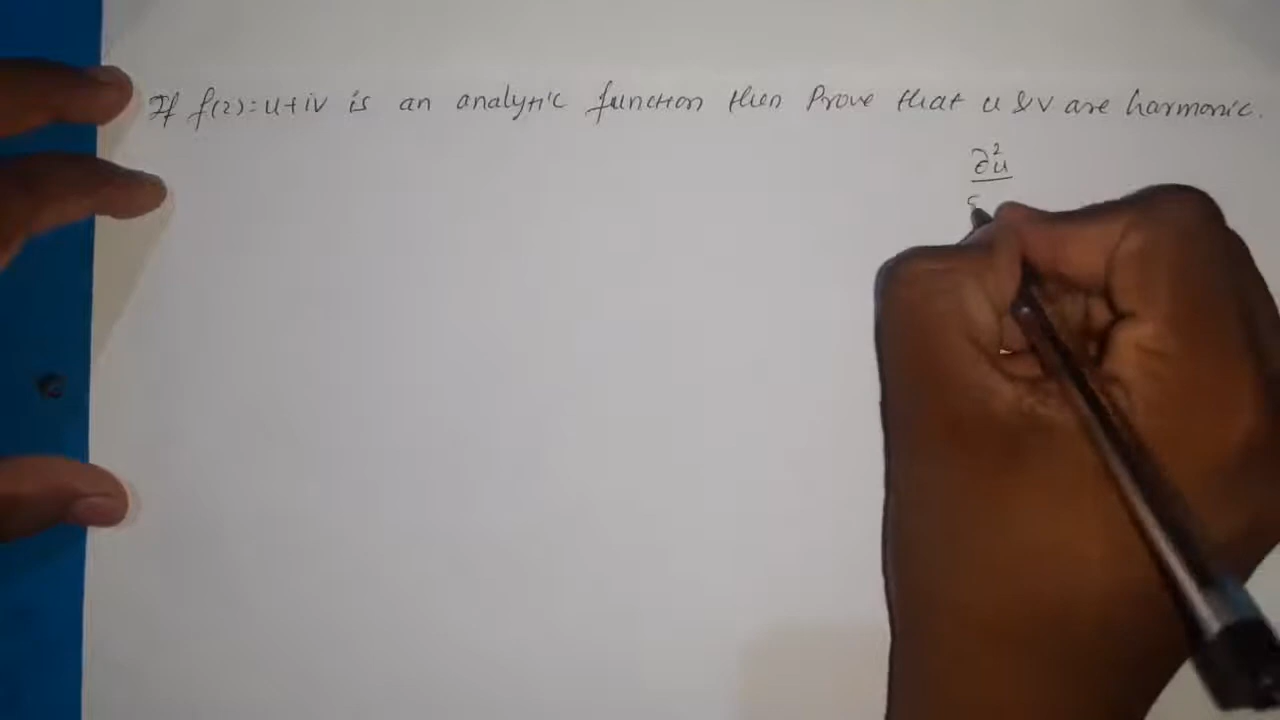 If f(z)=u+iv is an analytic function then Prove that u & v are harmonic.
∂²u